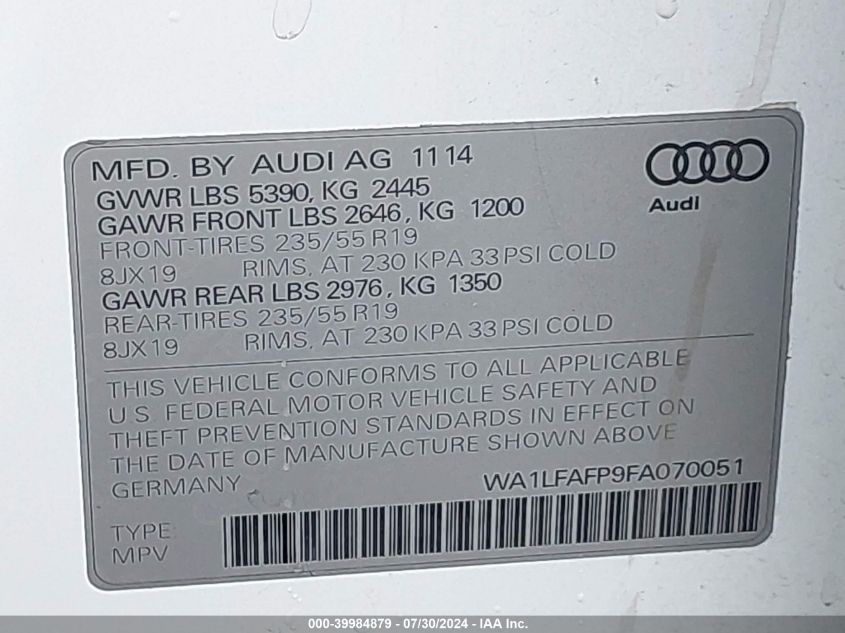 MFD. BY AUDI AG 1114
GVWR LBS 5390, KG 2445
GAWR FRONT LBS 2646, KG 1200
FRONT-TIRES 235/55 R19
8JX19 RIMS, AT 230 KPA 33 PSI COLD
GAWR REAR LBS 2976, KG 1350
REAR-TIRES 235/55 R19
8JX19 RIMS, AT 230 KPA 33 PSI COLD
Audi
THIS VEHICLE CONFORMS TO ALL APPLICABLE
U.S. FEDERAL MOTOR VEHICLE SAFETY AND
THEFT PREVENTION STANDARDS IN EFFECT ON
THE DATE OF MANUFACTURE SHOWN ABOVE
GERMANY WA1LFAFP9FA070051
TYPE
MPV
000-39984879 / 07/30/2024 - IAA Inc.